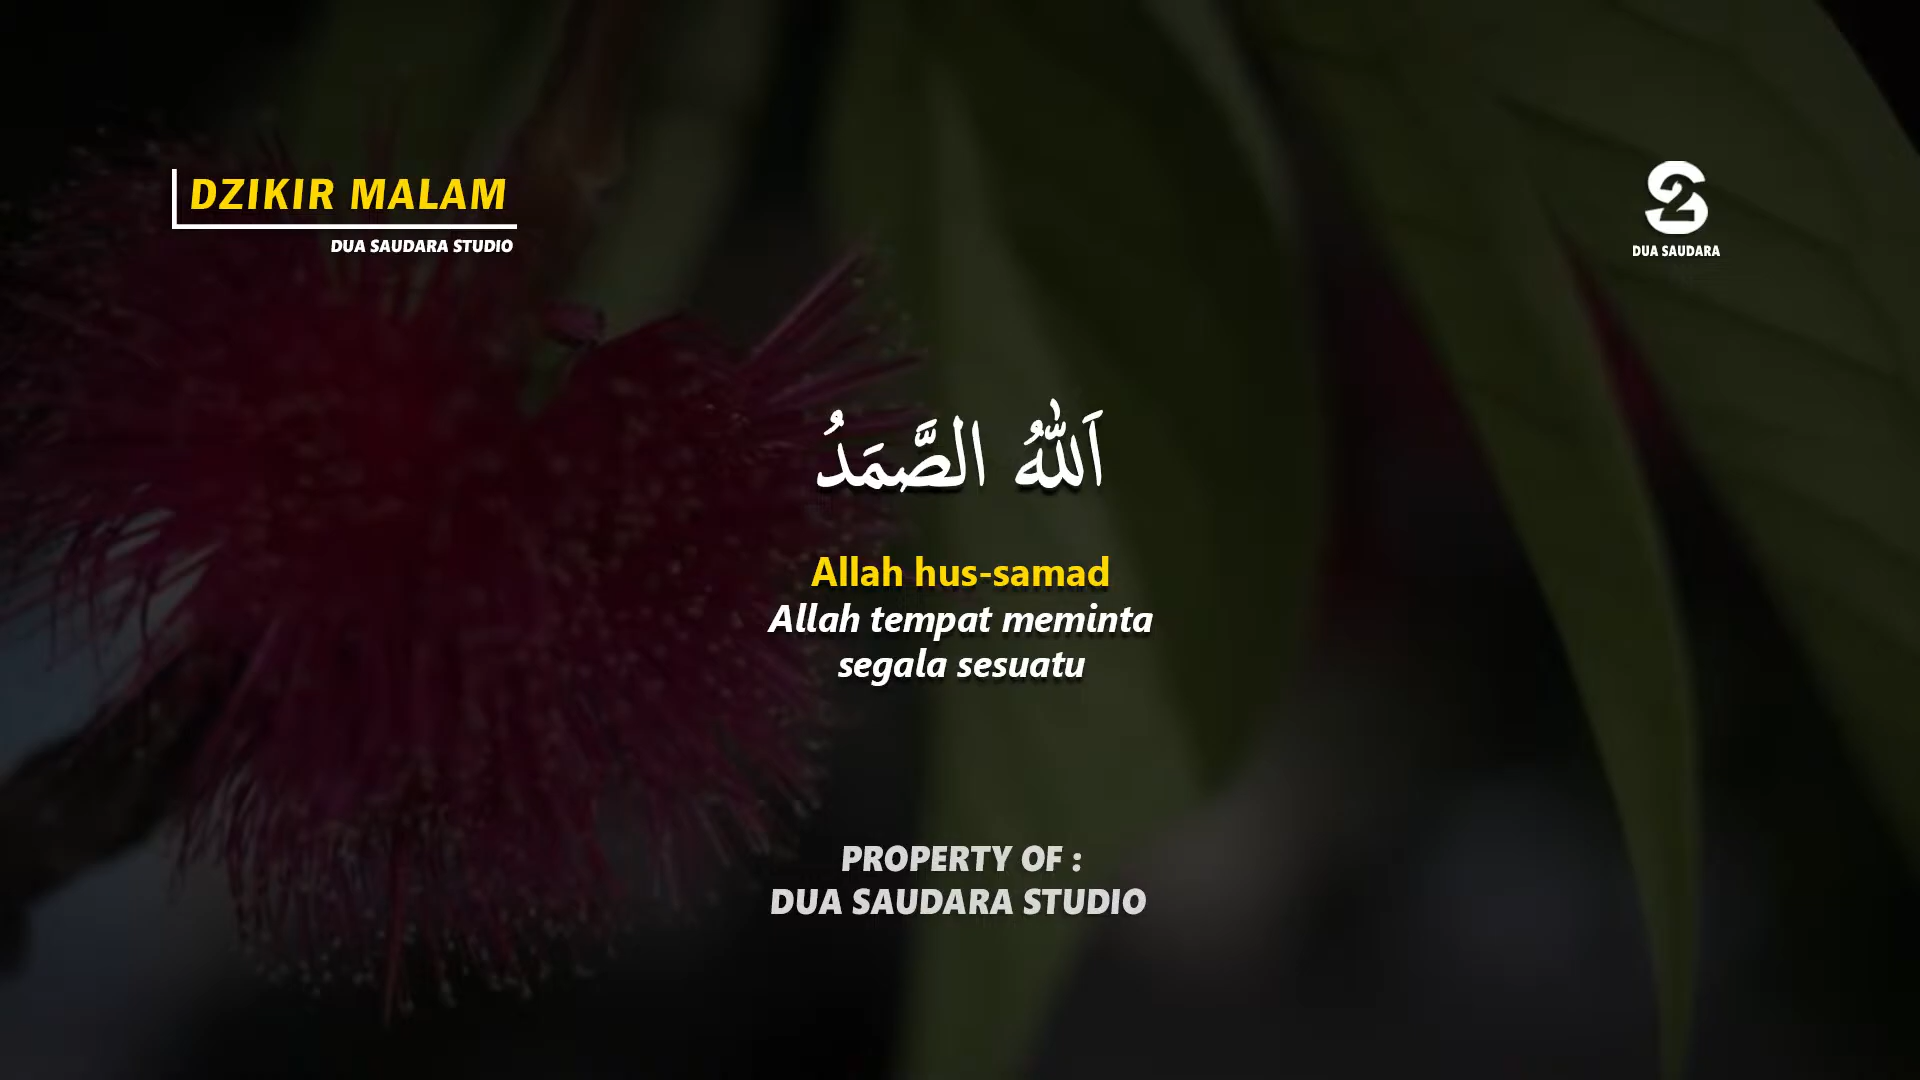 DZIKIR MALAM
DUA SAUDARA STUDIO
S2
DUA SAUDARA
اَللّٰهُ الصَّمَدُ
Allah hus-samad
Allah tempat meminta
segala sesuatu
PROPERTY OF :
DUA SAUDARA STUDIO